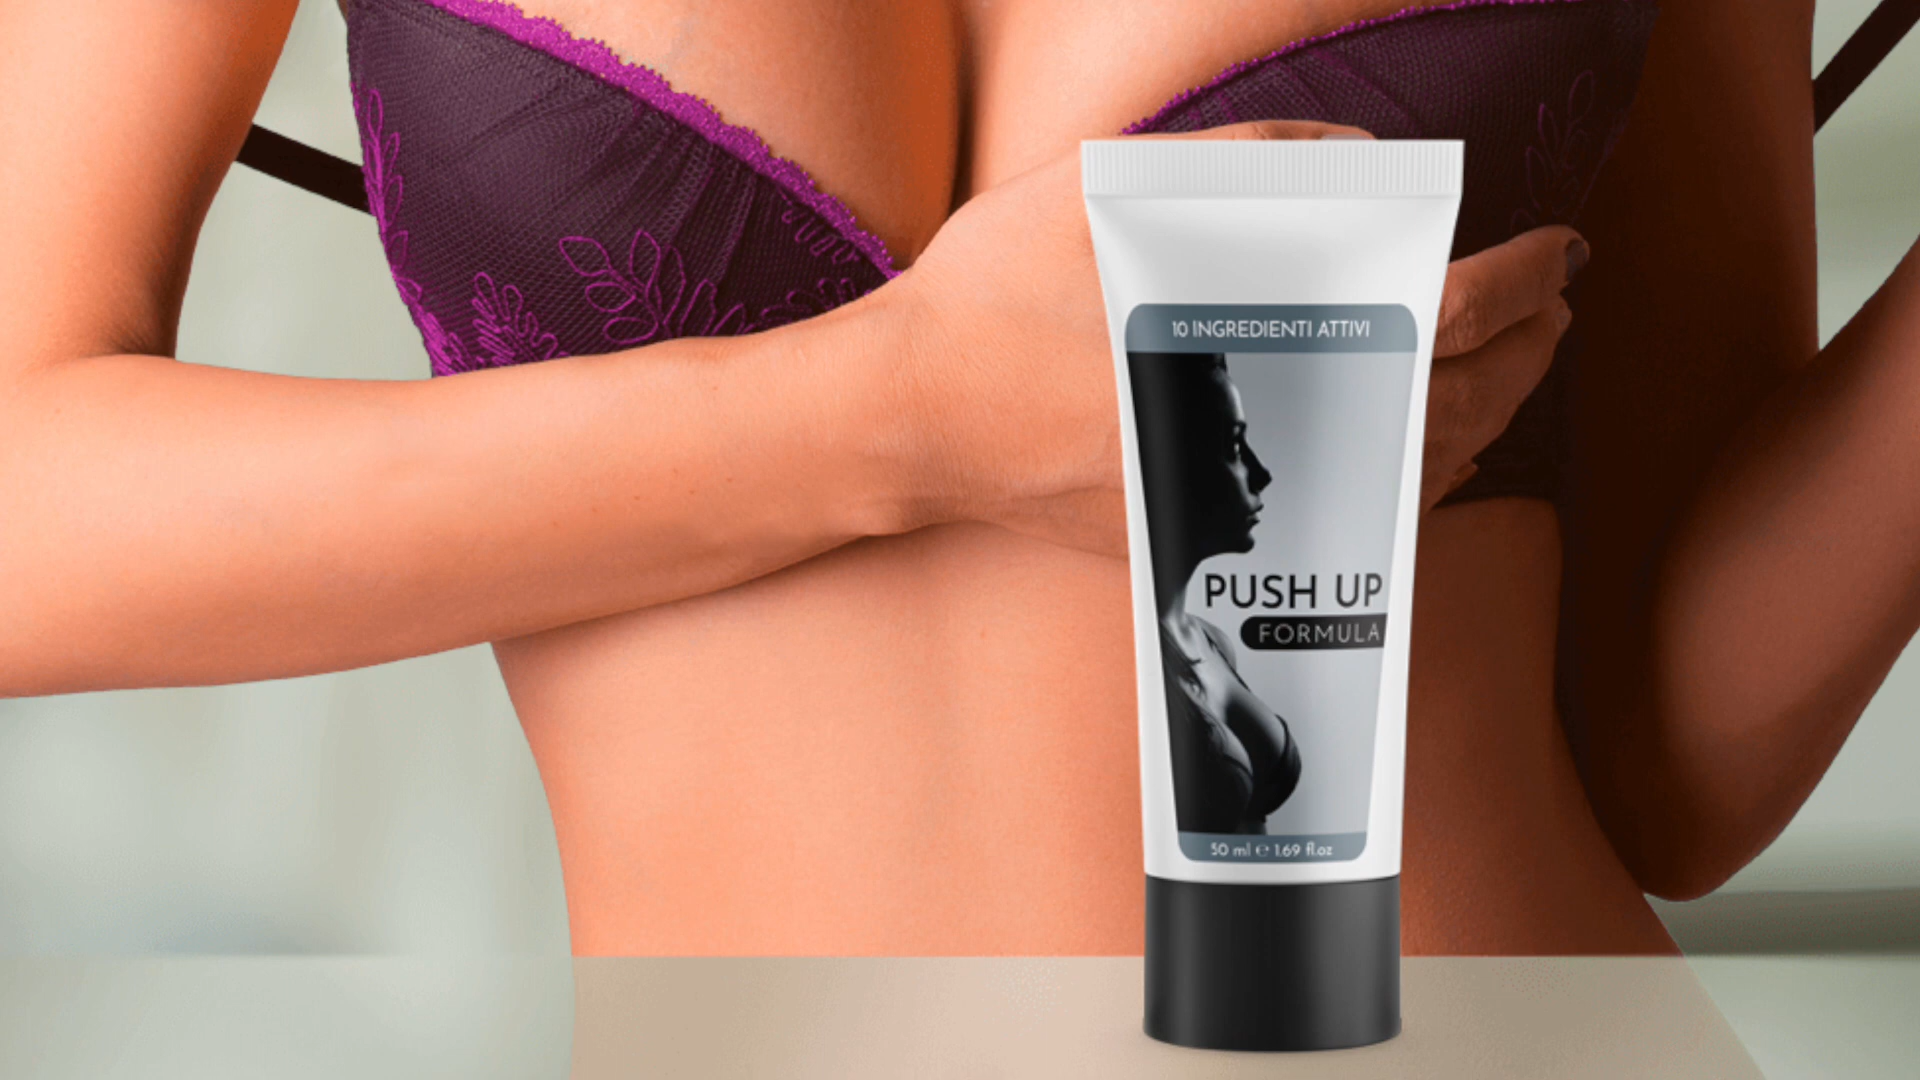 10 INGREDIENTI ATTIVI
PUSH UP
FORMULA
50 ml ℮ 1.69 fl.oz